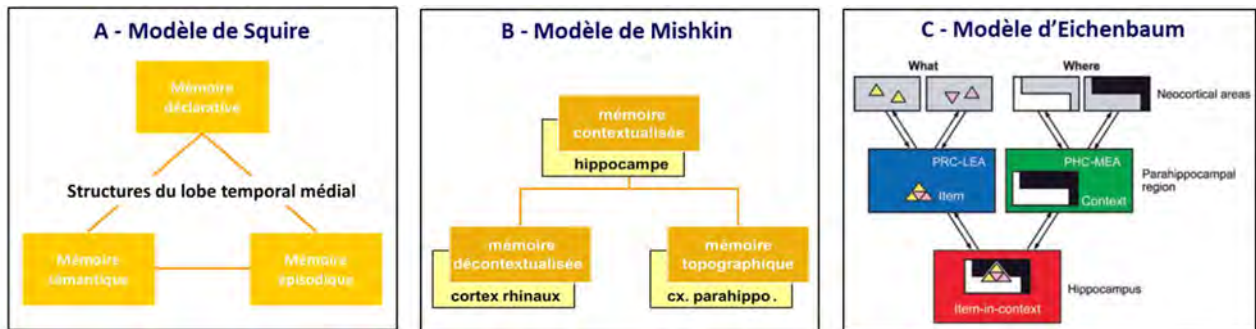 A - Modèle de Squire
Mémoire
déclarative
Structures du lobe temporal médial
Mémoire
sémantique
Mémoire
épisodique
B - Modèle de Mishkin
mémoire
contextualisée
hippocampe
mémoire
décontextualisée
cortex rhinaux
mémoire
topographique
cx. parahippo.
C - Modèle d'Eichenbaum
What
Where
Neocortical areas
PRC-LEA
Item
PHC-MEA
Context
Parahippocampal
region
Item-in-context
Hippocampus